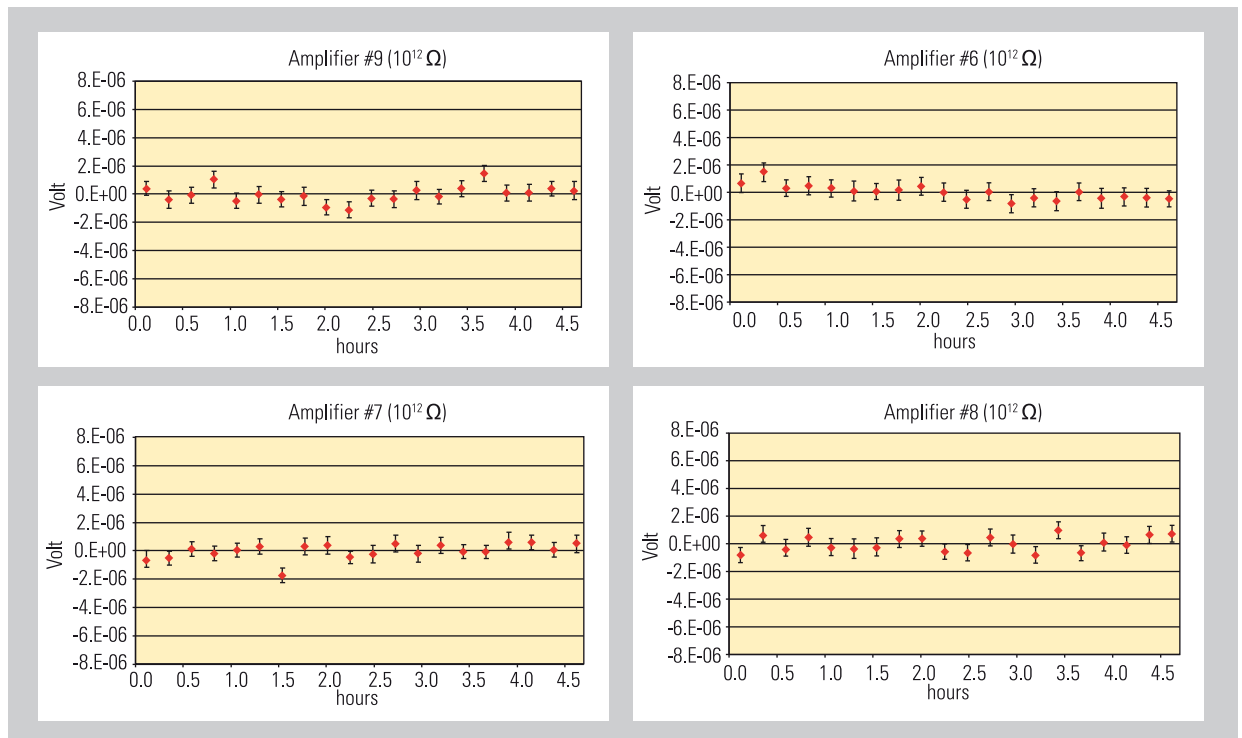 Amplifier #9 (10¹² Ω)
8.E-06
6.E-06
4.E-06
2.E-06
0.E+00
-2.E-06
-4.E-06
-6.E-06
-8.E-06
Volt
0.0 0.5 1.0 1.5 2.0 2.5 3.0 3.5 4.0 4.5
hours
Amplifier #6 (10¹² Ω)
8.E-06
6.E-06
4.E-06
2.E-06
0.E+00
-2.E-06
-4.E-06
-6.E-06
-8.E-06
Volt
0.0 0.5 1.0 1.5 2.0 2.5 3.0 3.5 4.0 4.5
hours
Amplifier #7 (10¹² Ω)
8.E-06
6.E-06
4.E-06
2.E-06
0.E+00
-2.E-06
-4.E-06
-6.E-06
-8.E-06
Volt
0.0 0.5 1.0 1.5 2.0 2.5 3.0 3.5 4.0 4.5
hours
Amplifier #8 (10¹² Ω)
8.E-06
6.E-06
4.E-06
2.E-06
0.E+00
-2.E-06
-4.E-06
-6.E-06
-8.E-06
Volt
0.0 0.5 1.0 1.5 2.0 2.5 3.0 3.5 4.0 4.5
hours